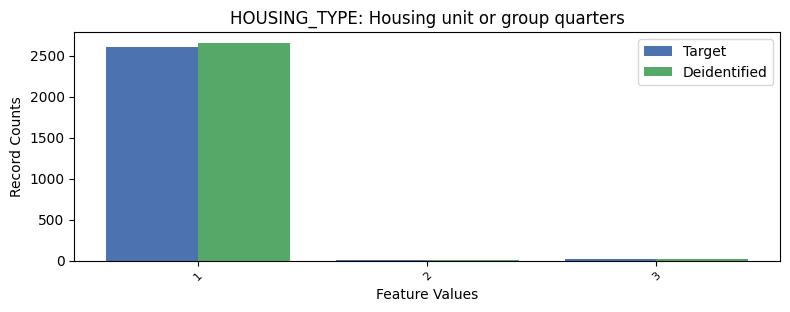 HOUSING_TYPE: Housing unit or group quarters
Target
Deidentified
Record Counts
2500
2000
1500
1000
500
0
1
2
3
Feature Values